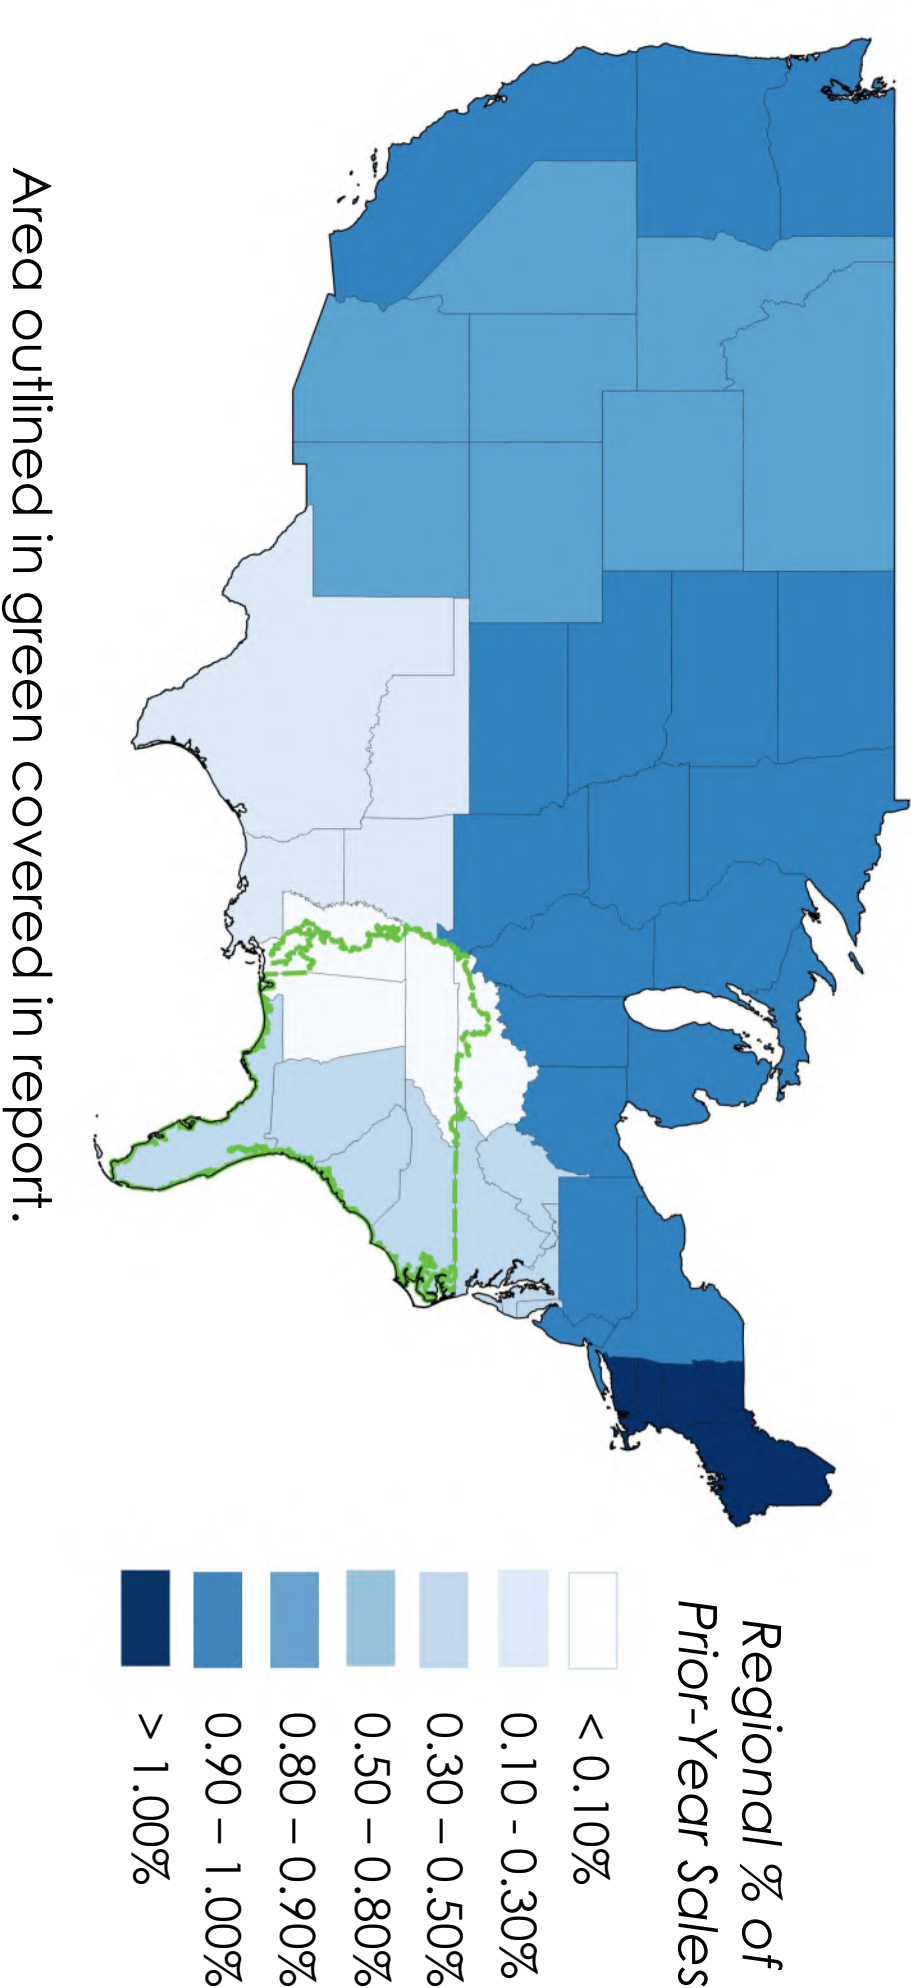 Regional % of
Prior-Year Sales
< 0.10%
0.10 - 0.30%
0.30 – 0.50%
0.50 – 0.80%
0.80 – 0.90%
0.90 – 1.00%
> 1.00%
Area outlined in green covered in report.